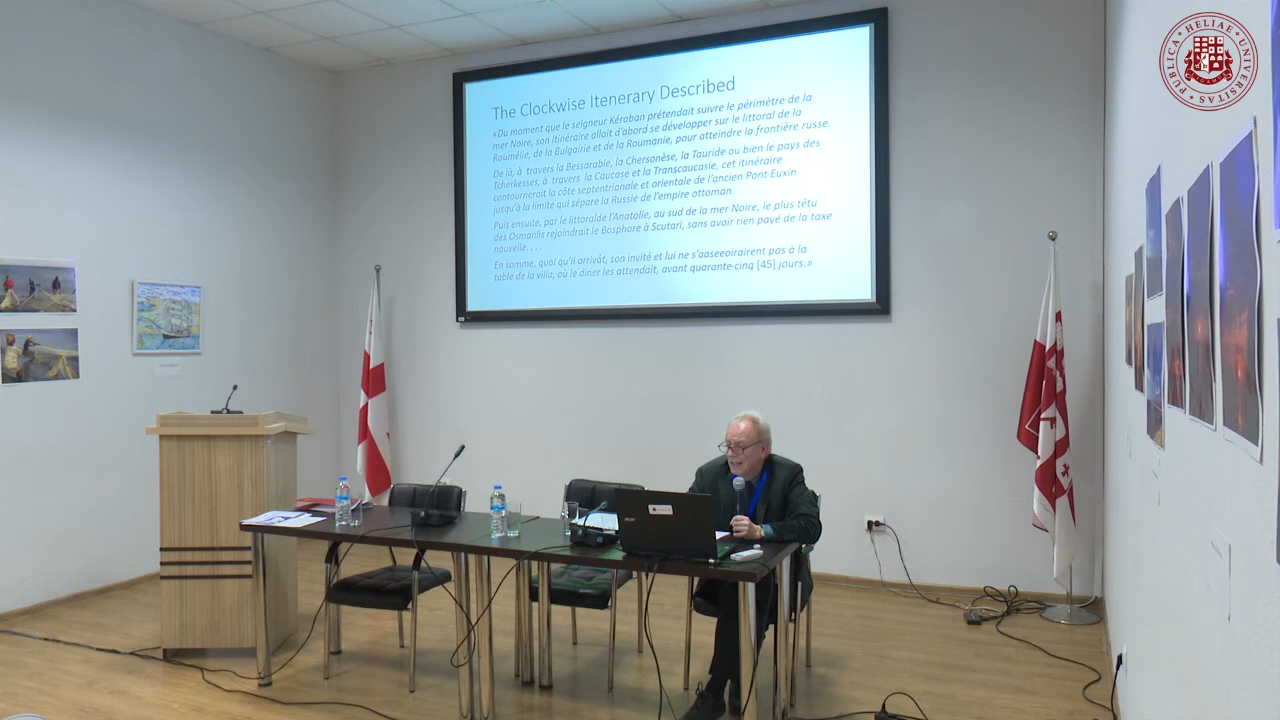 The Clockwise Itenerary Described
«Du moment que le seigneur Kéraban prétendait suivre le périmètre de la
mer Noire, son itinéraire allait d'abord se développer sur le littoral de la
Roumélie, de la Bulgairie et de la Roumanie, pour atteindre la frontière russe.
De là, à travers la Bessarabie, la Chersonèse, la Tauride ou bien le pays des
Tcherkesses, à travers la Caucase et la Transcaucasie, cet itinéraire
contournerait la côte septentrionale et orientale de l'ancien Pont-Euxin
jusqu'à la limite qui sépare la Russie de l'empire ottoman.
Puis ensuite, par le littoralde l'Anatolie, au sud de la mer Noire, le plus têtu
des Osmanlis rejoindrait le Bosphore à Scutari, sans avoir rien payé de la taxe
nouvelle. . . .
En somme, quoi qu'il arrivât, son invité et lui ne s'aaseeoirairent pas à la
table de la villa, où le diner les attendait, avant quarante-cinq [45] jours.»
PUBLICA HELIAE UNIVERSITAS
acer